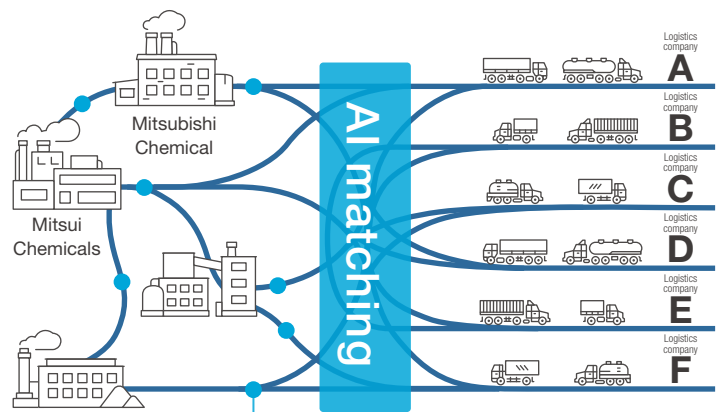 Mitsubishi
Chemical
Mitsui
Chemicals
AI matching
Logistics
company
A
Logistics
company
B
Logistics
company
C
Logistics
company
D
Logistics
company
E
Logistics
company
F